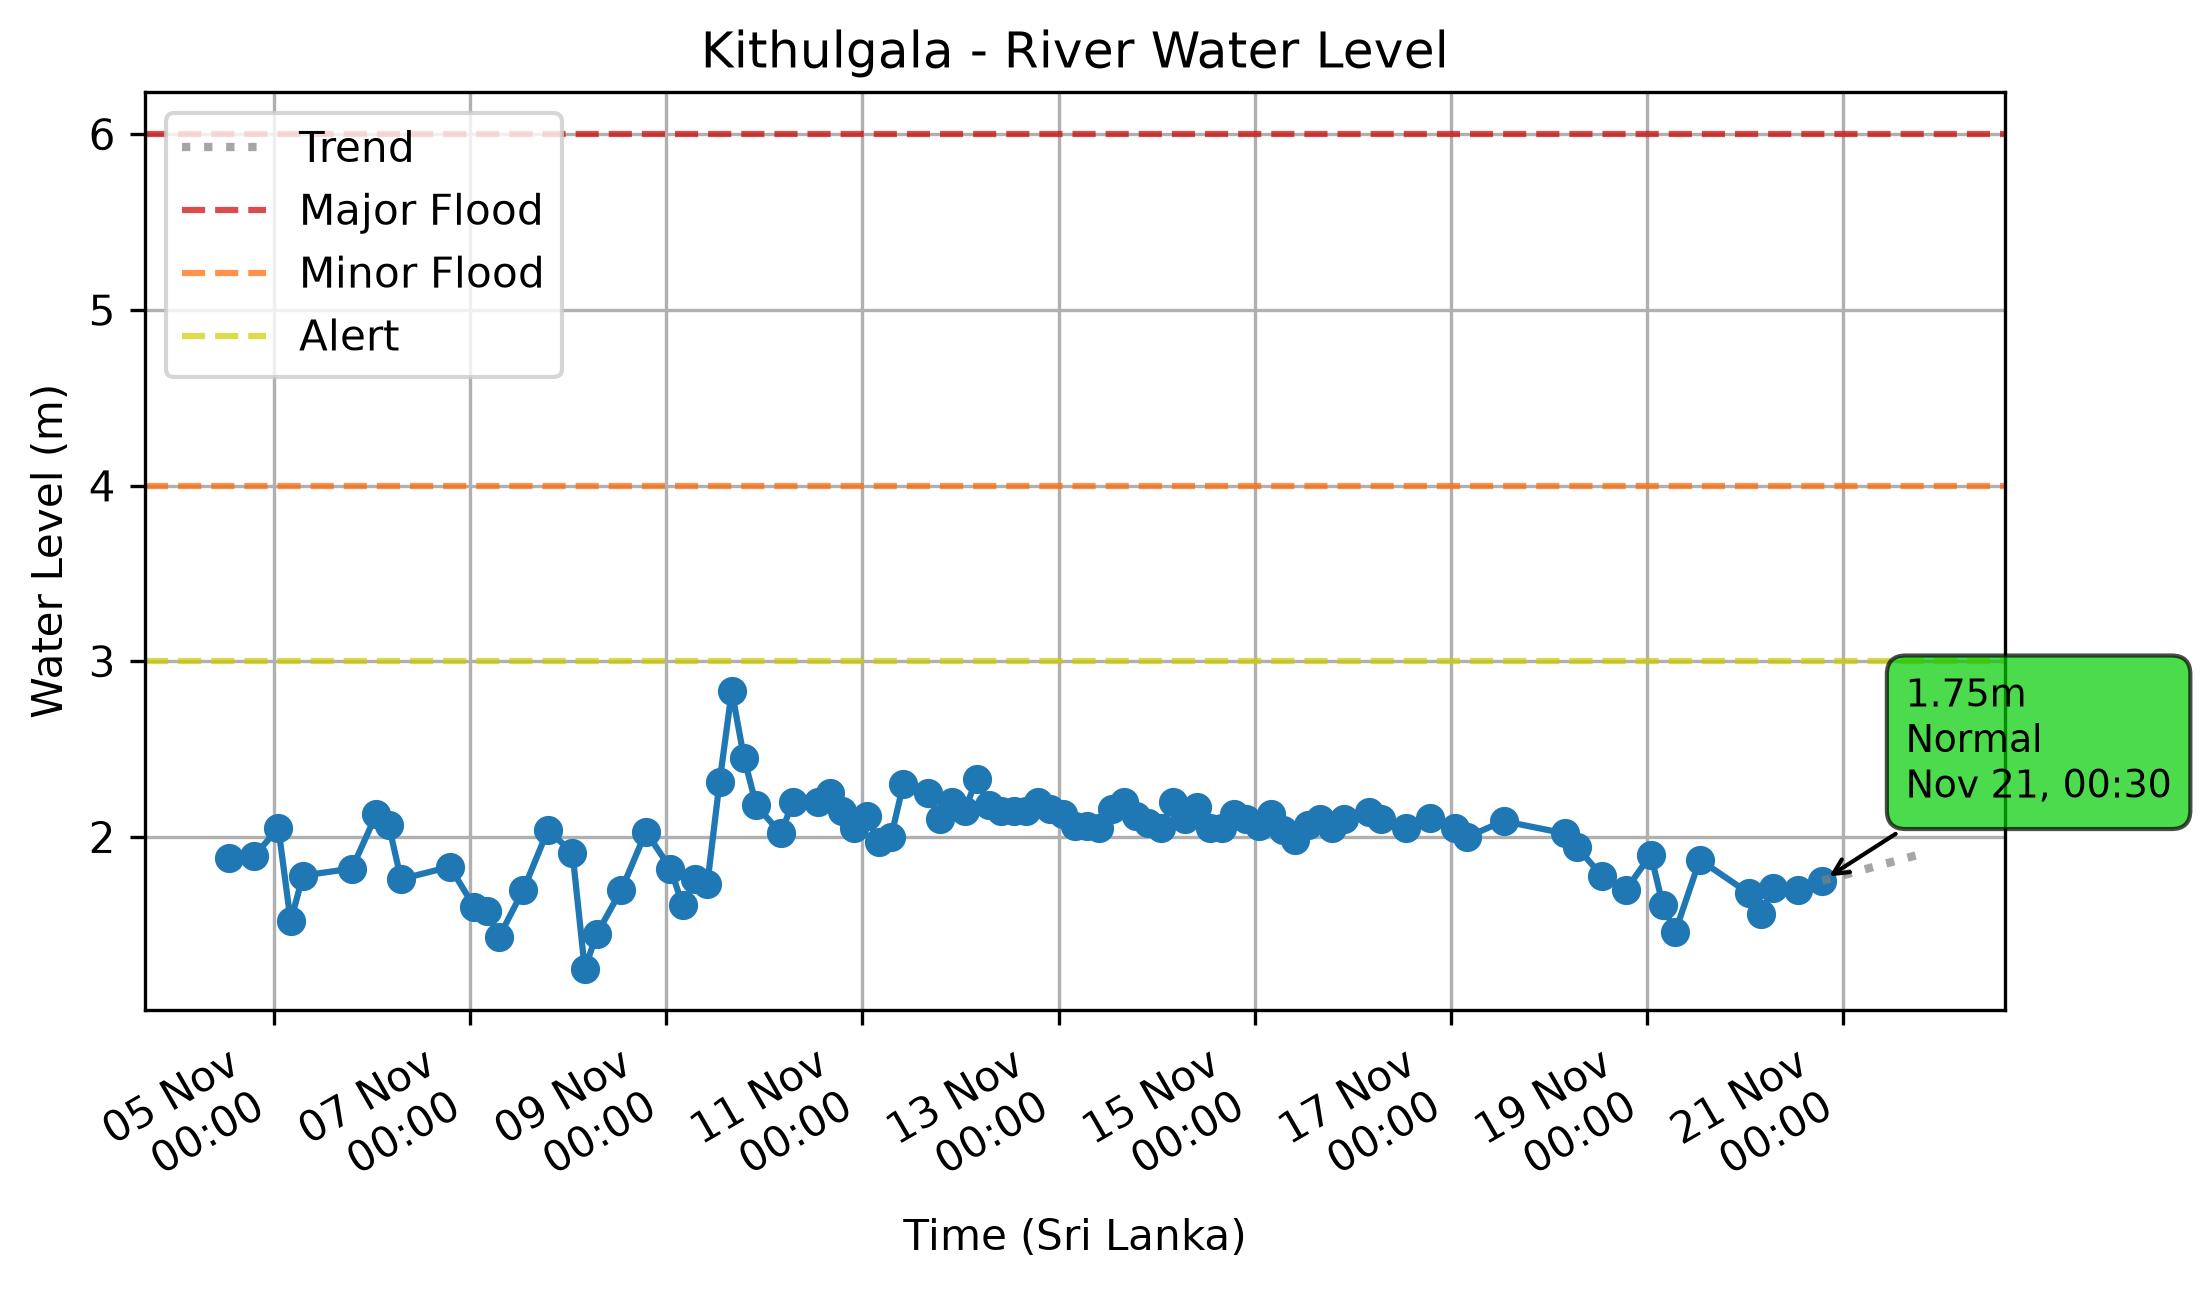 Kithulgala - River Water Level
6
5
4
3
2
Water Level (m)
Trend
Major Flood
Minor Flood
Alert
1.75m
Normal
Nov 21, 00:30
05 Nov
00:00
07 Nov
00:00
09 Nov
00:00
11 Nov
00:00
13 Nov
00:00
15 Nov
00:00
17 Nov
00:00
19 Nov
00:00
21 Nov
00:00
Time (Sri Lanka)